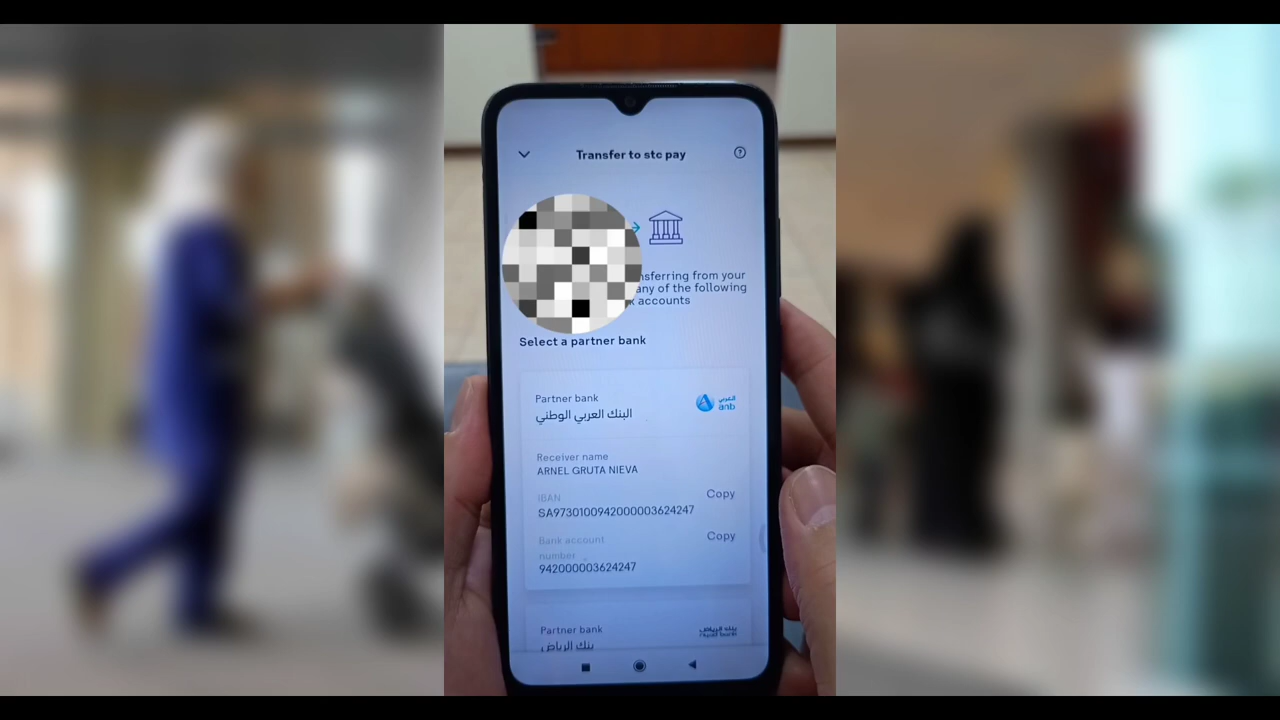 Transfer to stc pay
nsferring from your
any of the following
accounts
Select a partner bank
Partner bank
البنك العربي الوطني
العربي
anb
Receiver name
ARNEL GRUTA NIEVA
IBAN
Copy
SA9730100942000003624247
Bank account
number
Copy
942000003624247
Partner bank
بنك الرياض